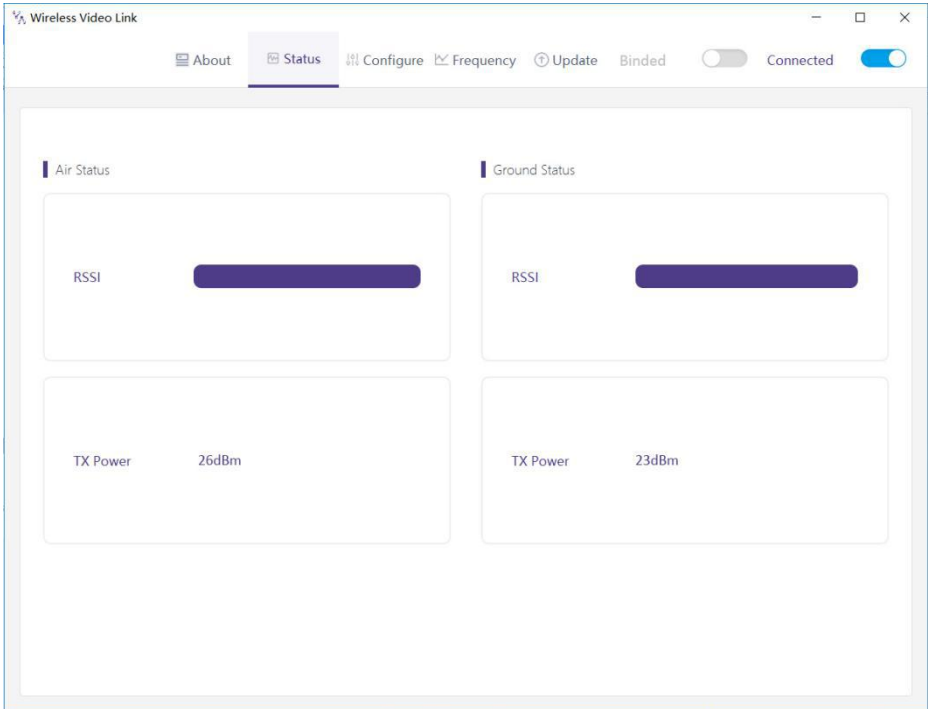 Wireless Video Link
About Status Configure Frequency Update Binded Connected
Air Status Ground Status
RSSI RSSI
TX Power 26dBm TX Power 23dBm